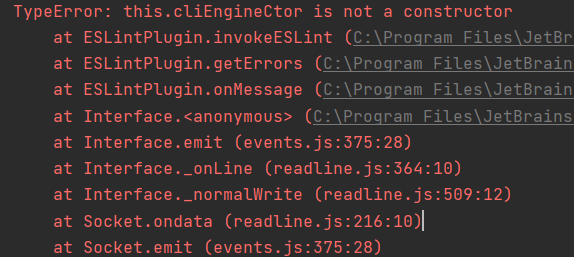 TypeError: this.cliEngineCtor is not a constructor
at ESLintPlugin.invokeESLint (C:\Program Files\JetBra
at ESLintPlugin.getErrors (C:\Program Files\JetBrains
at ESLintPlugin.onMessage (C:\Program Files\JetBrains
at Interface.<anonymous> (C:\Program Files\JetBrains
at Interface.emit (events.js:375:28)
at Interface._onLine (readline.js:364:10)
at Interface._normalWrite (readline.js:509:12)
at Socket.ondata (readline.js:216:10)
at Socket.emit (events.js:375:28)